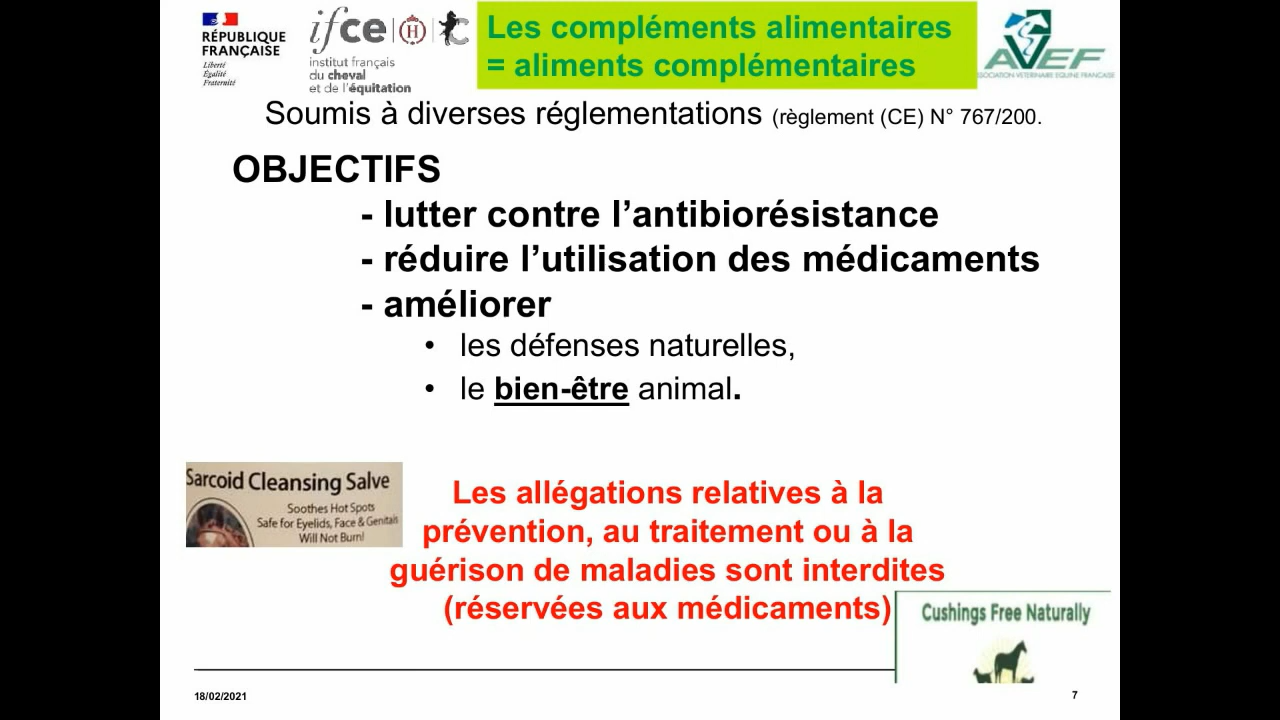 RÉPUBLIQUE
FRANÇAISE
Liberté
Égalité
Fraternité
ifce
institut français
du cheval
et de l'équitation
Les compléments alimentaires
= aliments complémentaires
AVEF
ASSOCIATION VÉTÉRINAIRE ÉQUINE FRANÇAISE
Soumis à diverses réglementations (règlement (CE) N° 767/200.
OBJECTIFS
- lutter contre l’antibiorésistance
- réduire l’utilisation des médicaments
- améliorer
• les défenses naturelles,
• le bien-être animal.
Sarcoid Cleansing Salve
Soothes Hot Spots
Safe for Eyelids, Face & Genitals
Will Not Burn!
Les allégations relatives à la
prévention, au traitement ou à la
guérison de maladies sont interdites
(réservées aux médicaments)
Cushings Free Naturally
18/02/2021
7